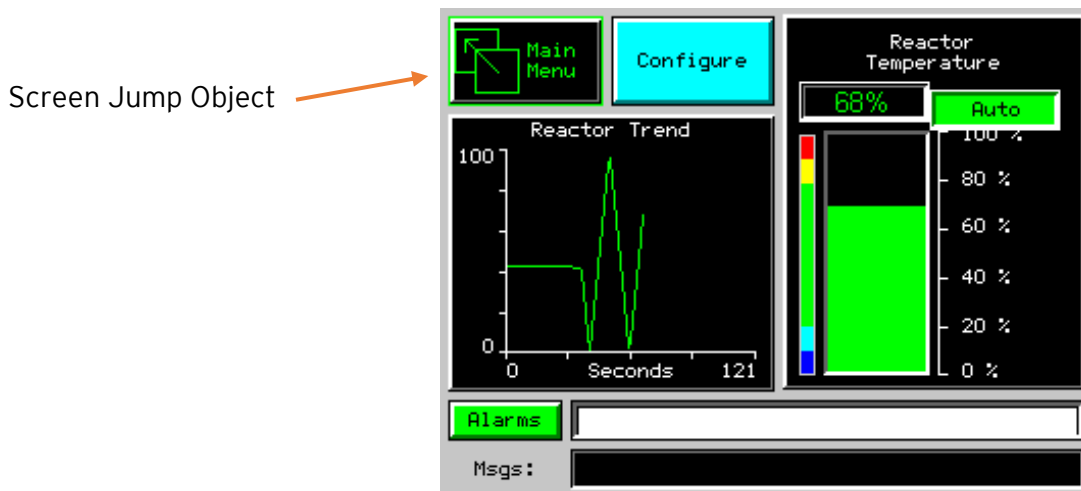 Screen Jump Object
Main
Menu
Configure
Reactor
Temperature
68%
Auto
Reactor Trend
100
0
0
Seconds
121
100 %
80 %
60 %
40 %
20 %
0 %
Alarms
Msgs: